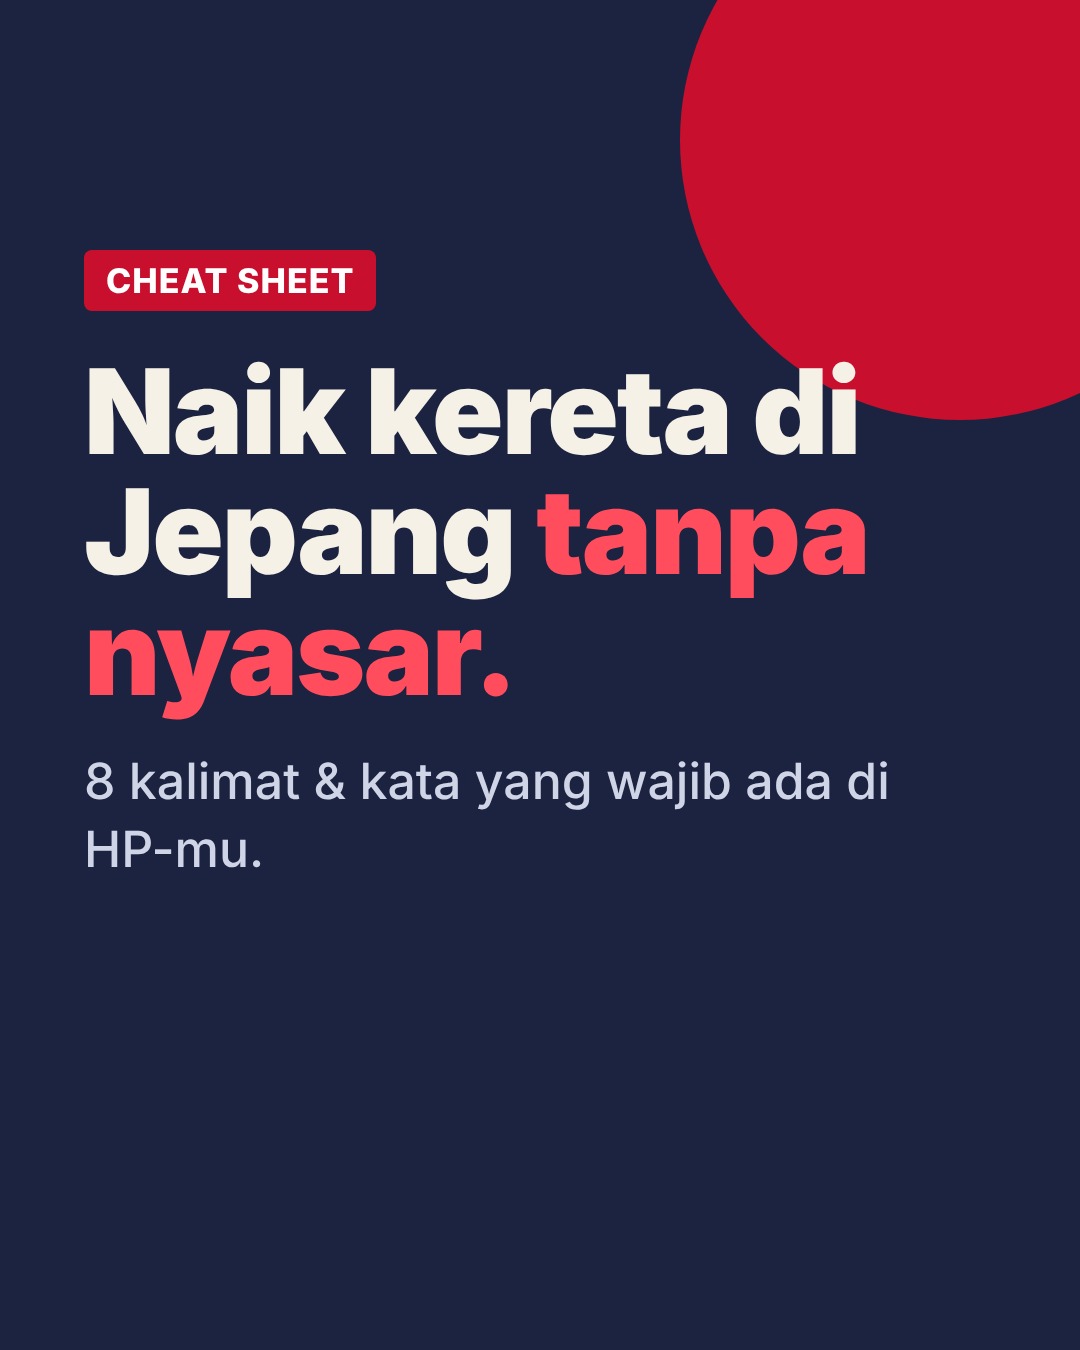 CHEAT SHEET
Naik kereta di
Jepang tanpa
nyasar.
8 kalimat & kata yang wajib ada di
HP-mu.